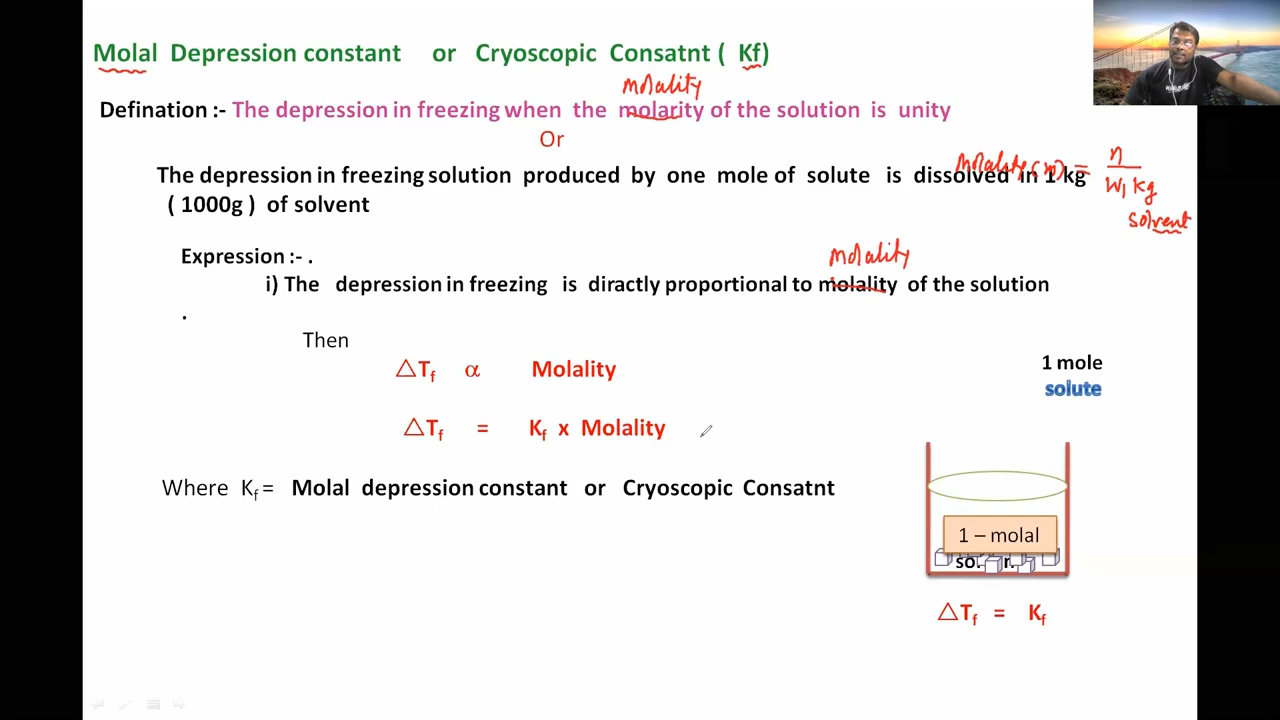 Molal Depression constant or Cryoscopic Consatnt ( Kf)
molality
Defination :- The depression in freezing when the molarity of the solution is unity
Or
molality (m) = n / W₁ kg solvent
The depression in freezing solution produced by one mole of solute is dissolved in 1 kg
( 1000g ) of solvent
Expression :- .
molality
i) The depression in freezing is diractly proportional to molality of the solution
.
Then
△Tf α Molality
1 mole
solute
△Tf = Kf x Molality
Where Kf = Molal depression constant or Cryoscopic Consatnt
1 – molal
△Tf = Kf